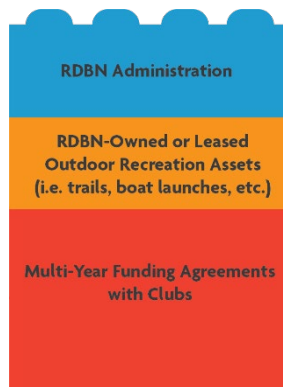 RDBN Administration
RDBN-Owned or Leased
Outdoor Recreation Assets
(i.e. trails, boat launches, etc.)
Multi-Year Funding Agreements
with Clubs